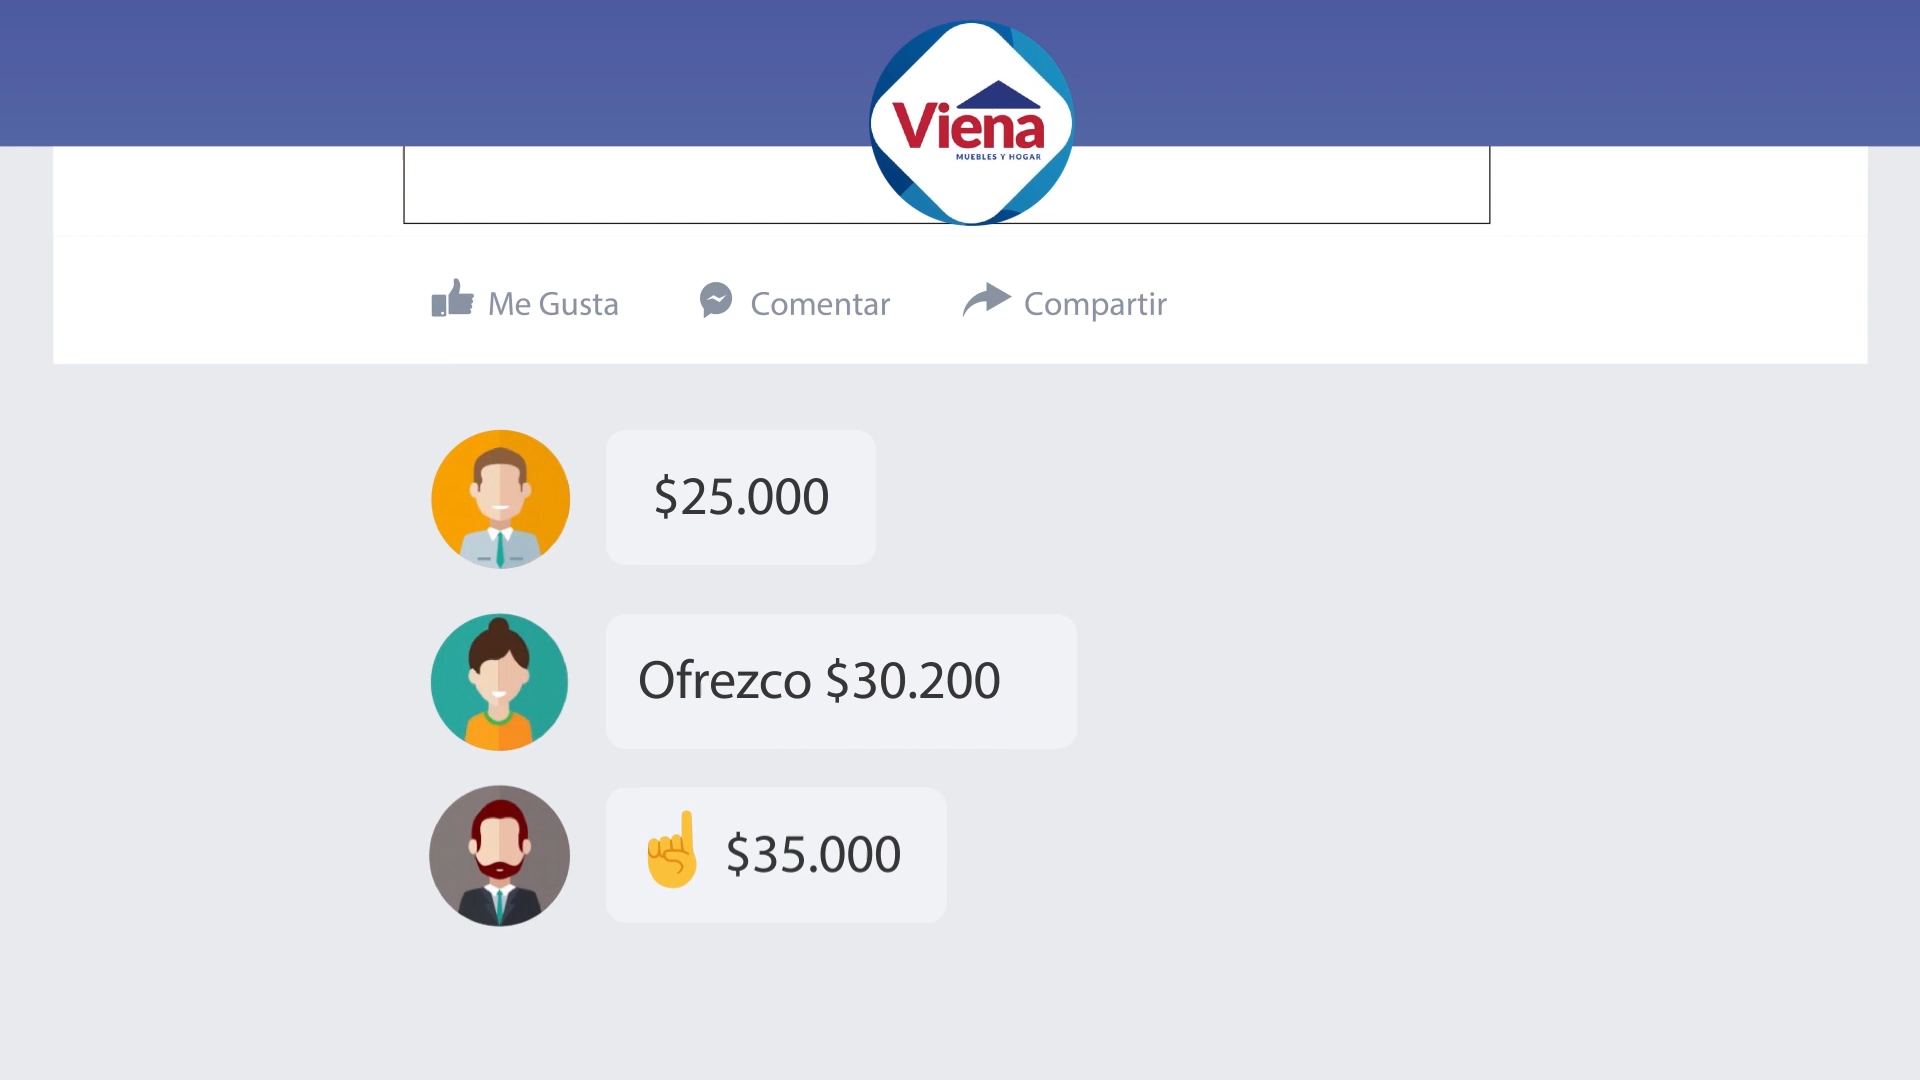 Viena
MUEBLES Y HOGAR
Me Gusta
Comentar
Compartir
$25.000
Ofrezco $30.200
☝ $35.000